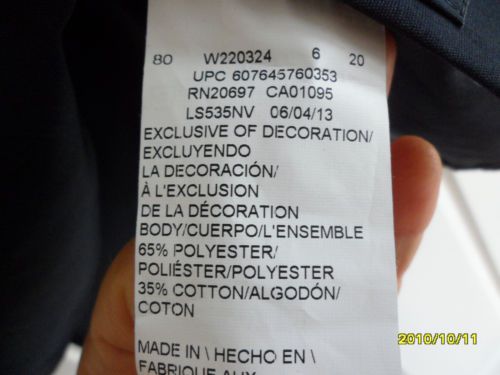 80 W220324 6 20
UPC 607645760353
RN20697 CA01095
LS535NV 06/04/13
EXCLUSIVE OF DECORATION/
EXCLUYENDO
LA DECORACIÓN/
À L'EXCLUSION
DE LA DÉCORATION
BODY/CUERPO/L'ENSEMBLE
65% POLYESTER/
POLIÉSTER/POLYESTER
35% COTTON/ALGODÓN/
COTON
MADE IN \ HECHO EN \
FABRIQUE AUX
2010/10/11